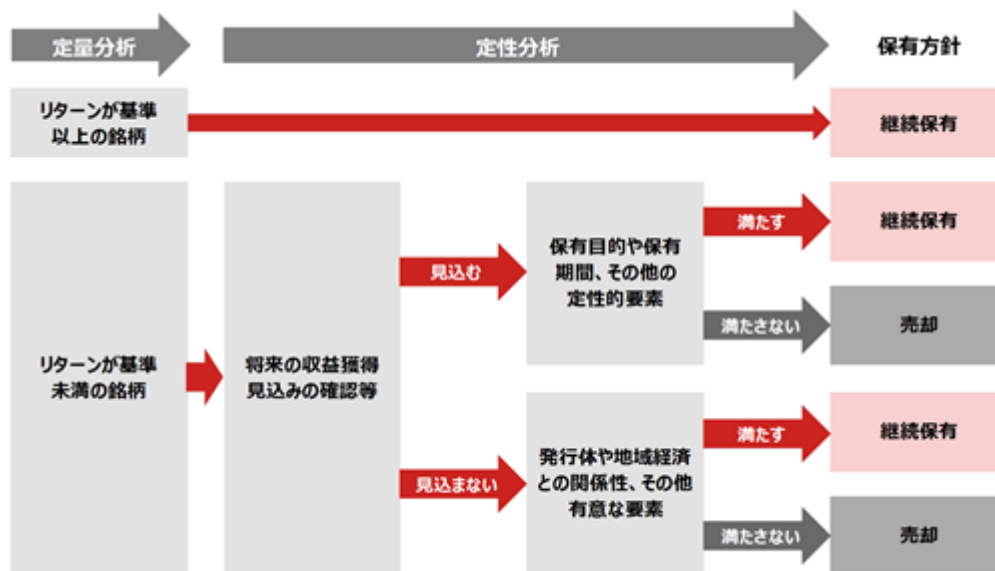 定量分析
定性分析
保有方針
リターンが基準
以上の銘柄
継続保有
リターンが基準
未満の銘柄
将来の収益獲得
見込みの確認等
見込む
保有目的や保有
期間、その他の
定性的要素
満たす
継続保有
満たさない
売却
見込まない
発行体や地域経済
との関係性、その他
有意な要素
満たす
継続保有
満たさない
売却